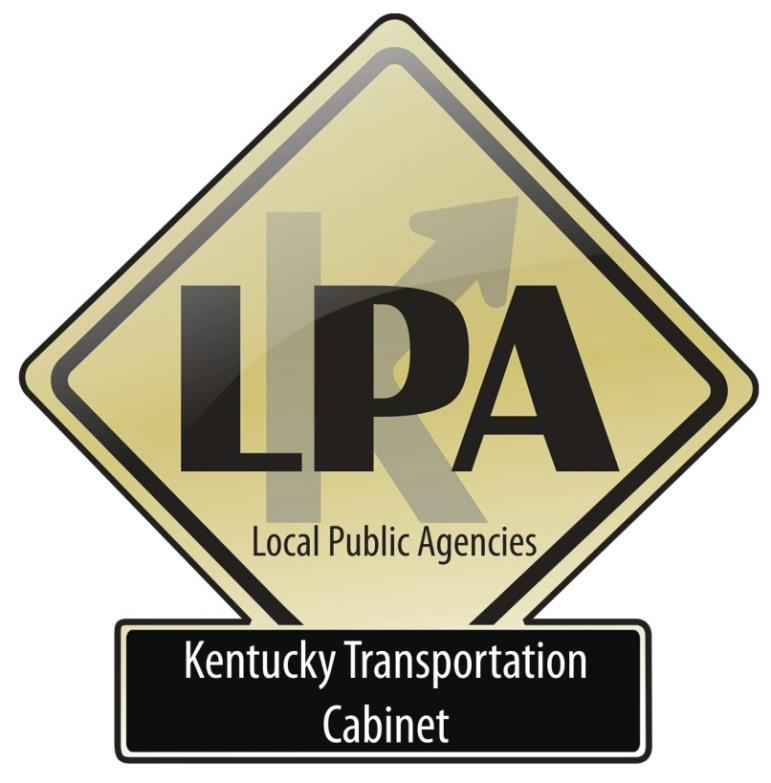 LPA
Local Public Agencies
Kentucky Transportation
Cabinet